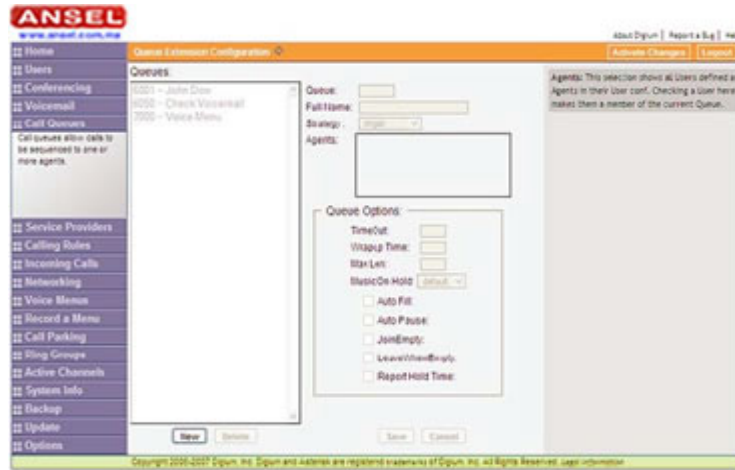 ANSEL
www.ansel.com.mx
About Digium | Report a Bug |
Home
Queue Extension Configuration
Activate Changes
Logout
Users
Conferencing
Voicemail
Call Queues
Call queues allow calls to
be sequenced to one or
more agents.
Service Providers
Calling Rules
Incoming Calls
Networking
Voice Menus
Record a Menu
Call Parking
Ring Groups
Active Channels
System Info
Backup
Update
Options
Queues:
6001 -- John Dow
6050 -- Check Voicemail
7000 -- Voice Menu
New
Delete
Queue:
Full Name:
Strategy :
Agents:
Queue Options:
TimeOut:
Wrapup Time:
Max Len:
Music On Hold:
default
Auto Fill:
Auto Pause:
JoinEmpty:
LeaveWhenEmpty:
Report Hold Time:
Save
Cancel
Agents: This selection shows all Users defined as
Agents in their User conf. Checking a User here
makes them a member of the current Queue.
Copyright 2006-2007 Digium, Inc. Digium and Asterisk are registered trademarks of Digium, Inc. All Rights Reserved. Legal Information